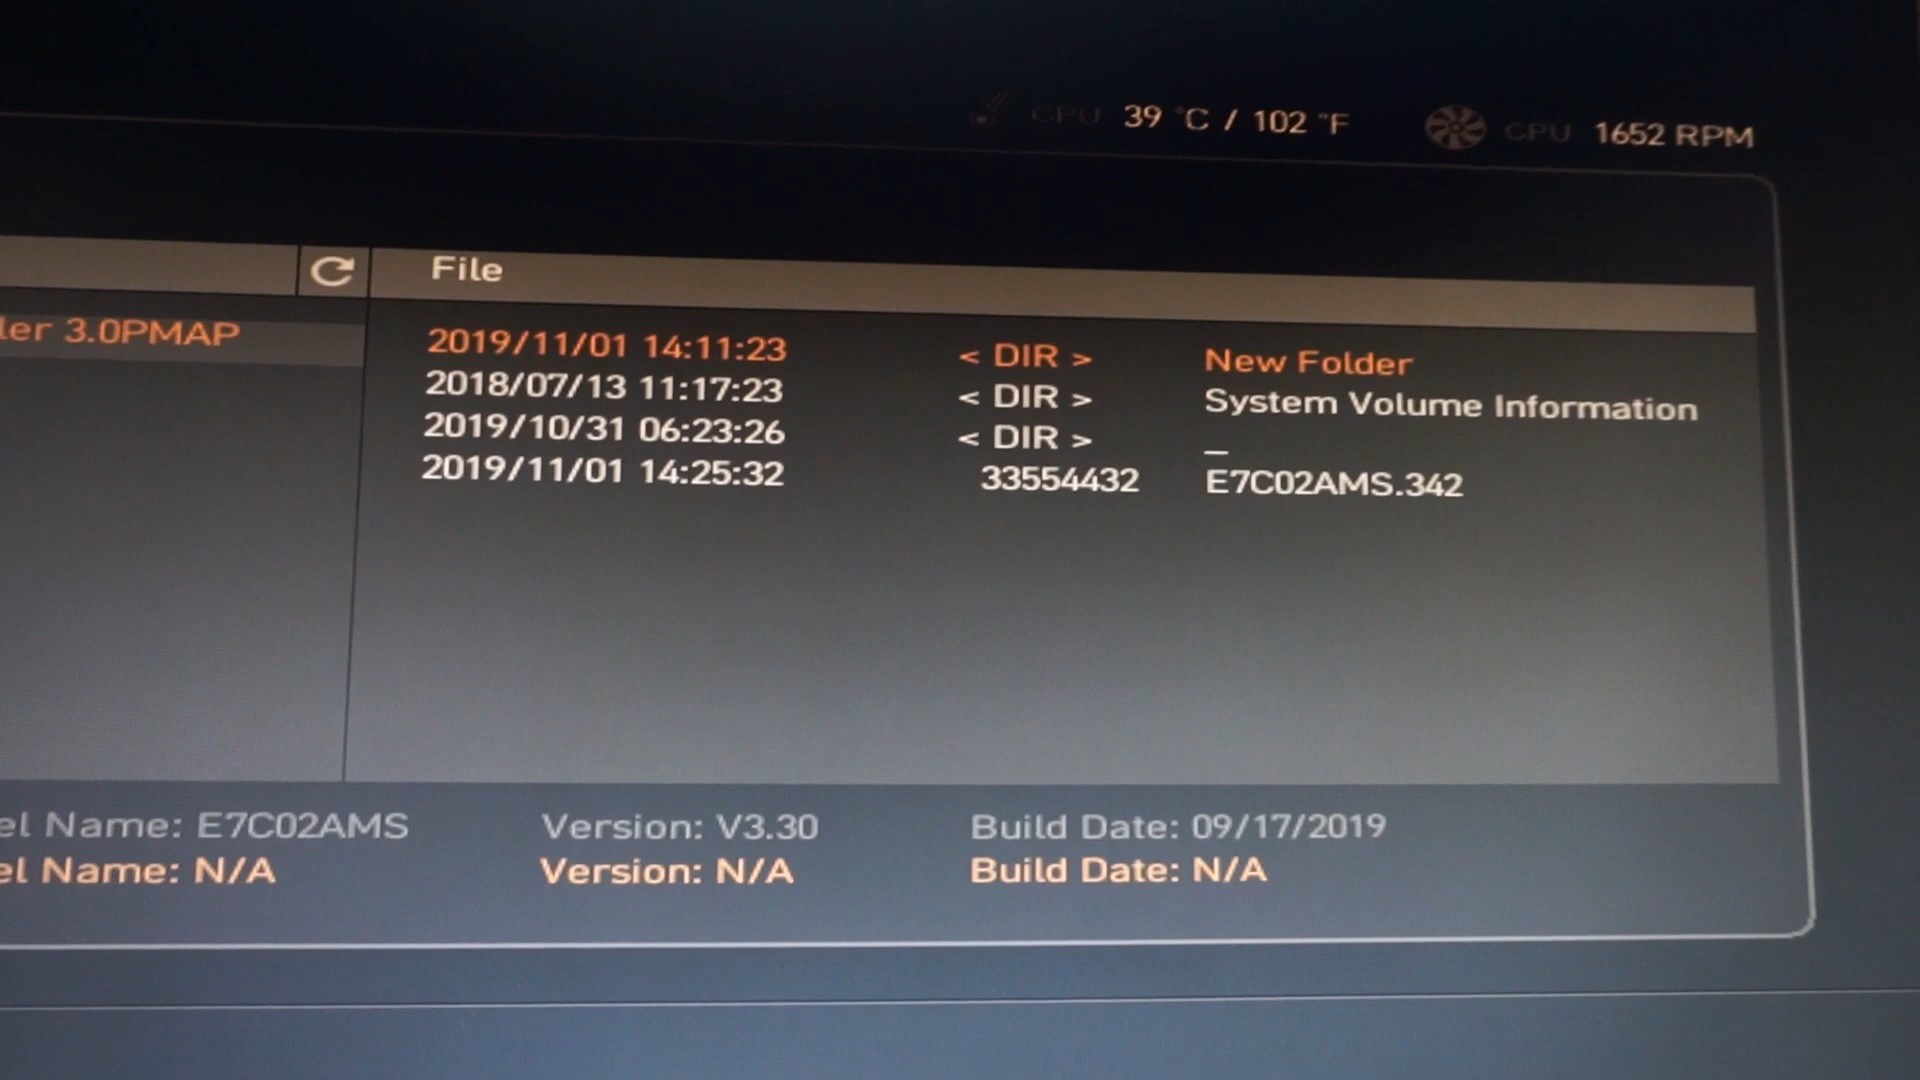 CPU 39 °C / 102 °F CPU 1652 RPM
File
ler 3.0PMAP
2019/11/01 14:11:23 < DIR > New Folder
2018/07/13 11:17:23 < DIR > System Volume Information
2019/10/31 06:23:26 < DIR > _
2019/11/01 14:25:32 33554432 E7C02AMS.342
el Name: E7C02AMS Version: V3.30 Build Date: 09/17/2019
el Name: N/A Version: N/A Build Date: N/A